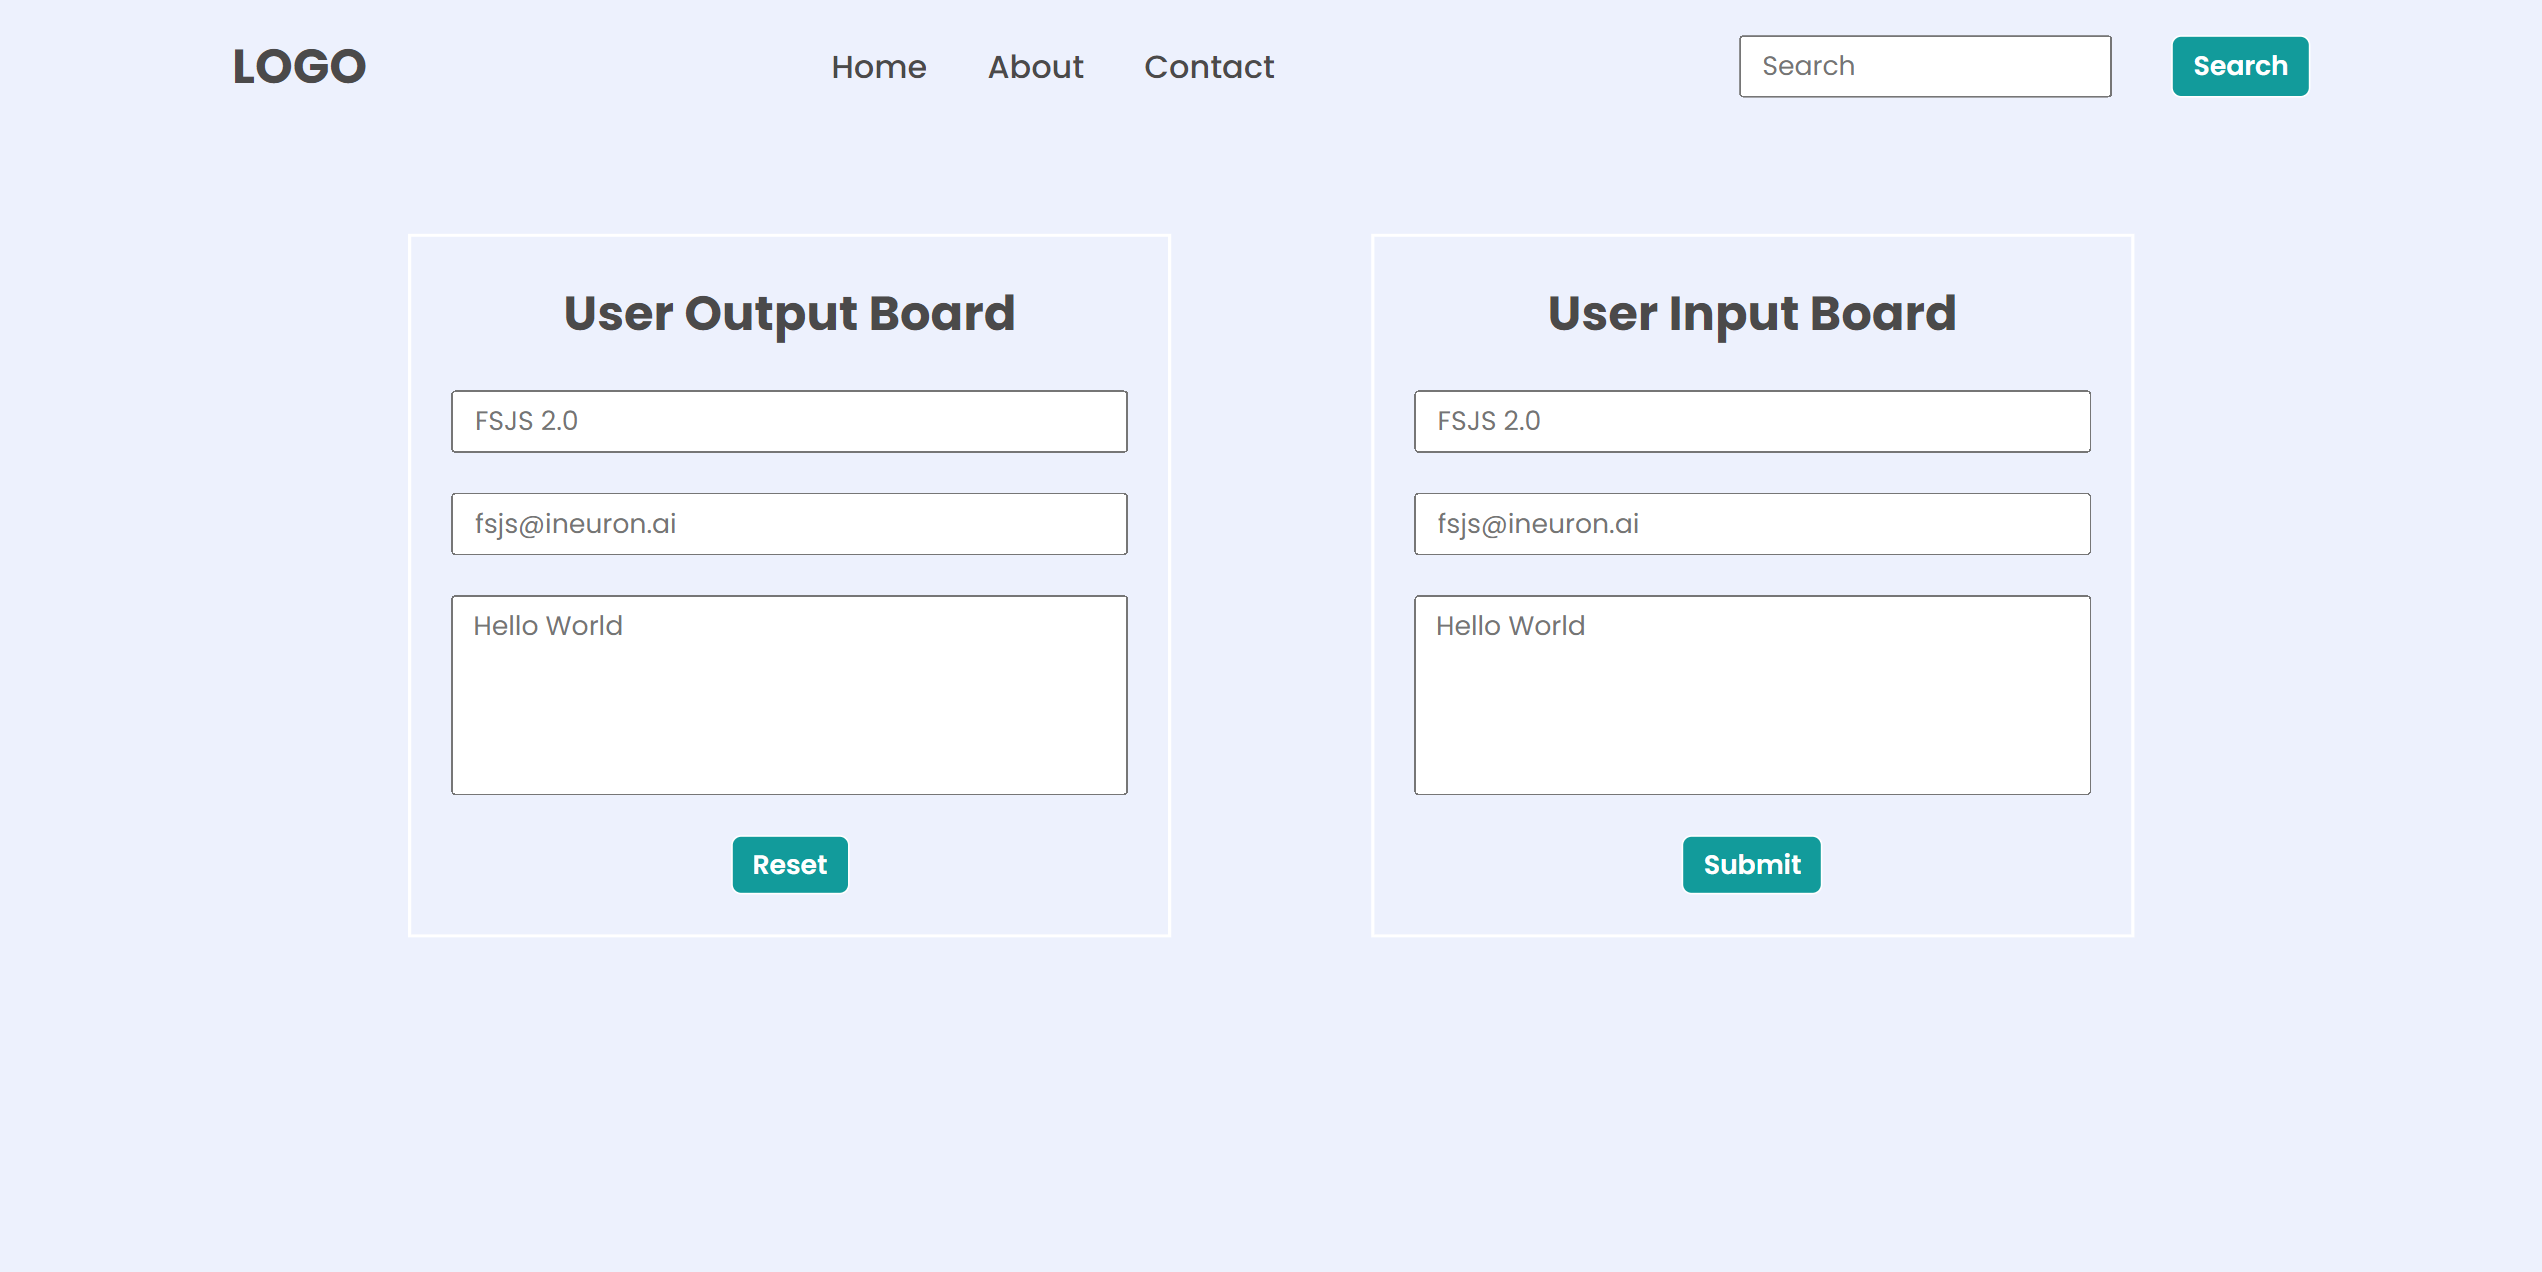 LOGO
Home About Contact
Search
Search
User Output Board
FSJS 2.0
fsjs@ineuron.ai
Hello World
Reset
User Input Board
FSJS 2.0
fsjs@ineuron.ai
Hello World
Submit